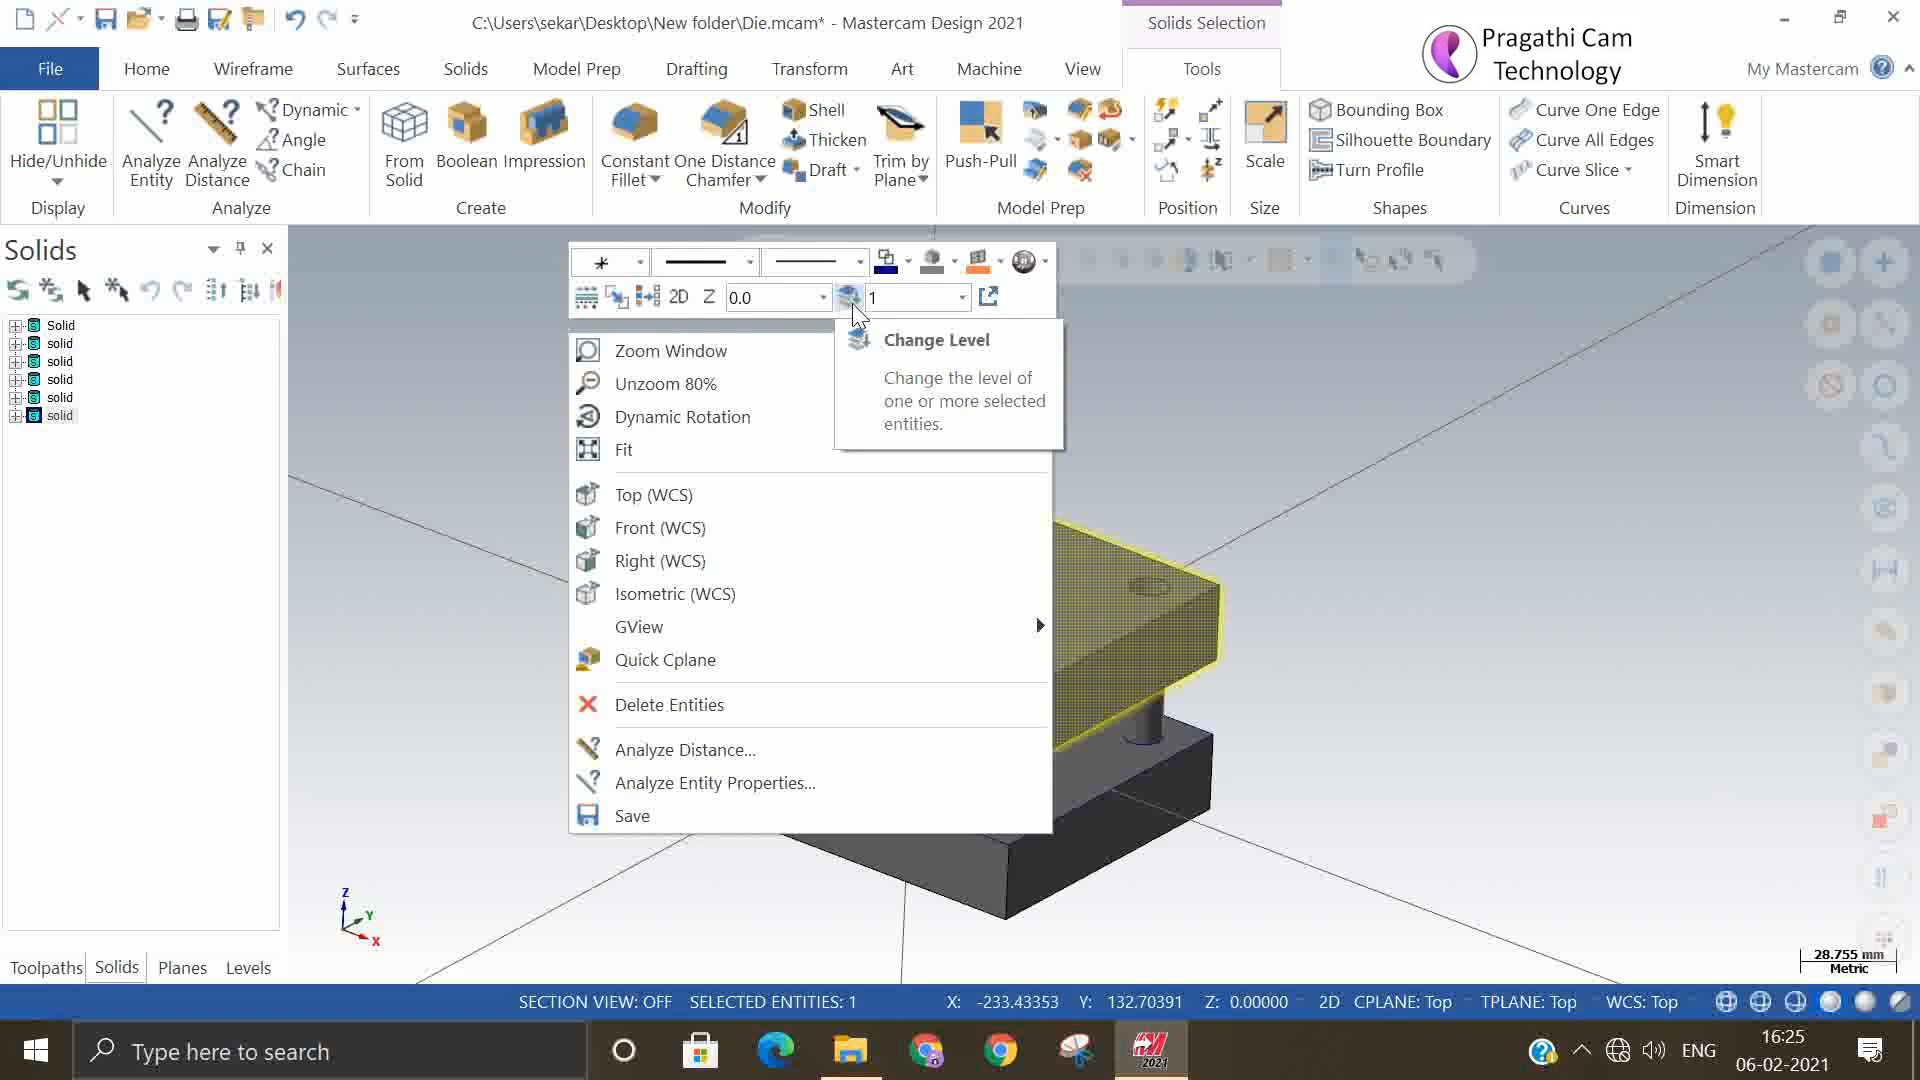 C:\Users\sekar\Desktop\New folder\Die.mcam* - Mastercam Design 2021
Solids Selection
Pragathi Cam
Technology
File
Home
Wireframe
Surfaces
Solids
Model Prep
Drafting
Transform
Art
Machine
View
Tools
My Mastercam
Hide/Unhide
Display
Analyze
Entity
Analyze
Distance
Dynamic
Angle
Chain
Analyze
From
Solid
Boolean
Impression
Create
Constant
Fillet
One Distance
Chamfer
Shell
Thicken
Draft
Trim by
Plane
Modify
Push-Pull
Model Prep
Position
Scale
Size
Bounding Box
Silhouette Boundary
Turn Profile
Shapes
Curve One Edge
Curve All Edges
Curve Slice
Curves
Smart
Dimension
Dimension
Solids
Solid
solid
solid
solid
solid
solid
2D
Z
0.0
1
Change Level
Change the level of
one or more selected
entities.
Zoom Window
Unzoom 80%
Dynamic Rotation
Fit
Top (WCS)
Front (WCS)
Right (WCS)
Isometric (WCS)
GView
Quick Cplane
Delete Entities
Analyze Distance...
Analyze Entity Properties...
Save
Z
Y
X
28.755 mm
Metric
Toolpaths
Solids
Planes
Levels
SECTION VIEW: OFF
SELECTED ENTITIES: 1
X: -233.43353
Y: 132.70391
Z: 0.00000
2D
CPLANE: Top
TPLANE: Top
WCS: Top
Type here to search
2021
ENG
16:25
06-02-2021